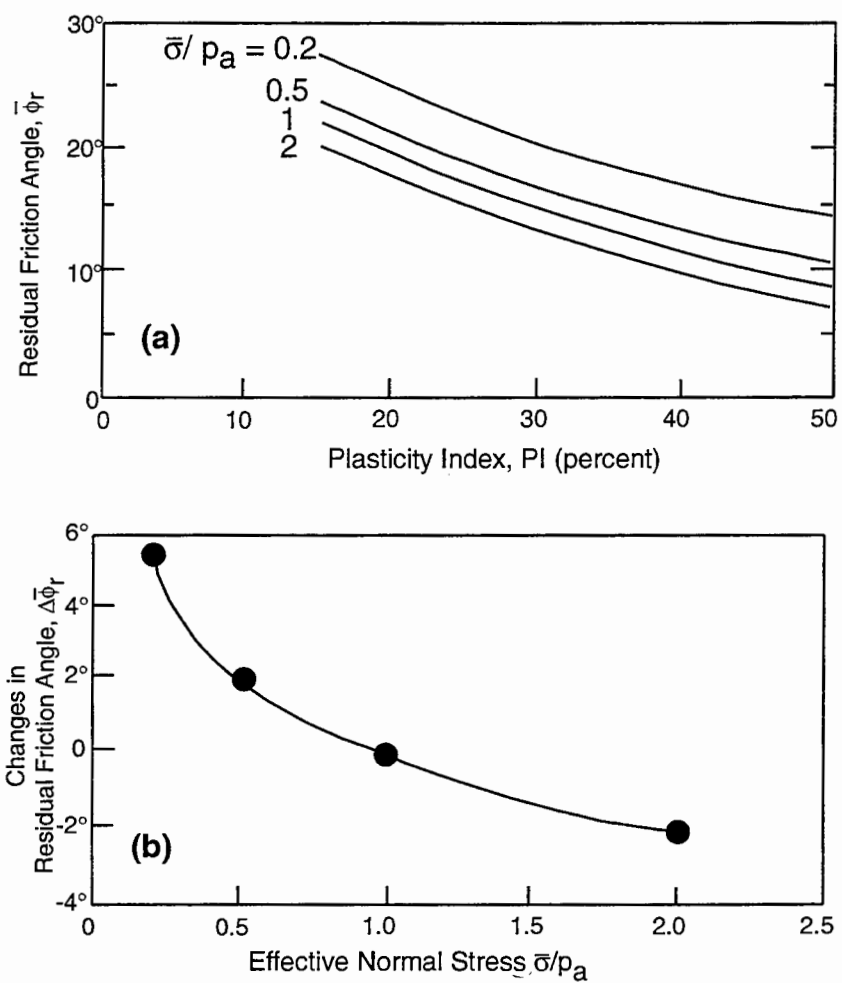 30°
σ̄/ pa = 0.2
0.5
1
2
20°
10°
0
Residual Friction Angle, ϕ̄r
(a)
0 10 20 30 40 50
Plasticity Index, PI (percent)
6°
4°
2°
0
-2°
-4°
Changes in
Residual Friction Angle, Δϕ̄r
(b)
0 0.5 1.0 1.5 2.0 2.5
Effective Normal Stress, σ̄/pa